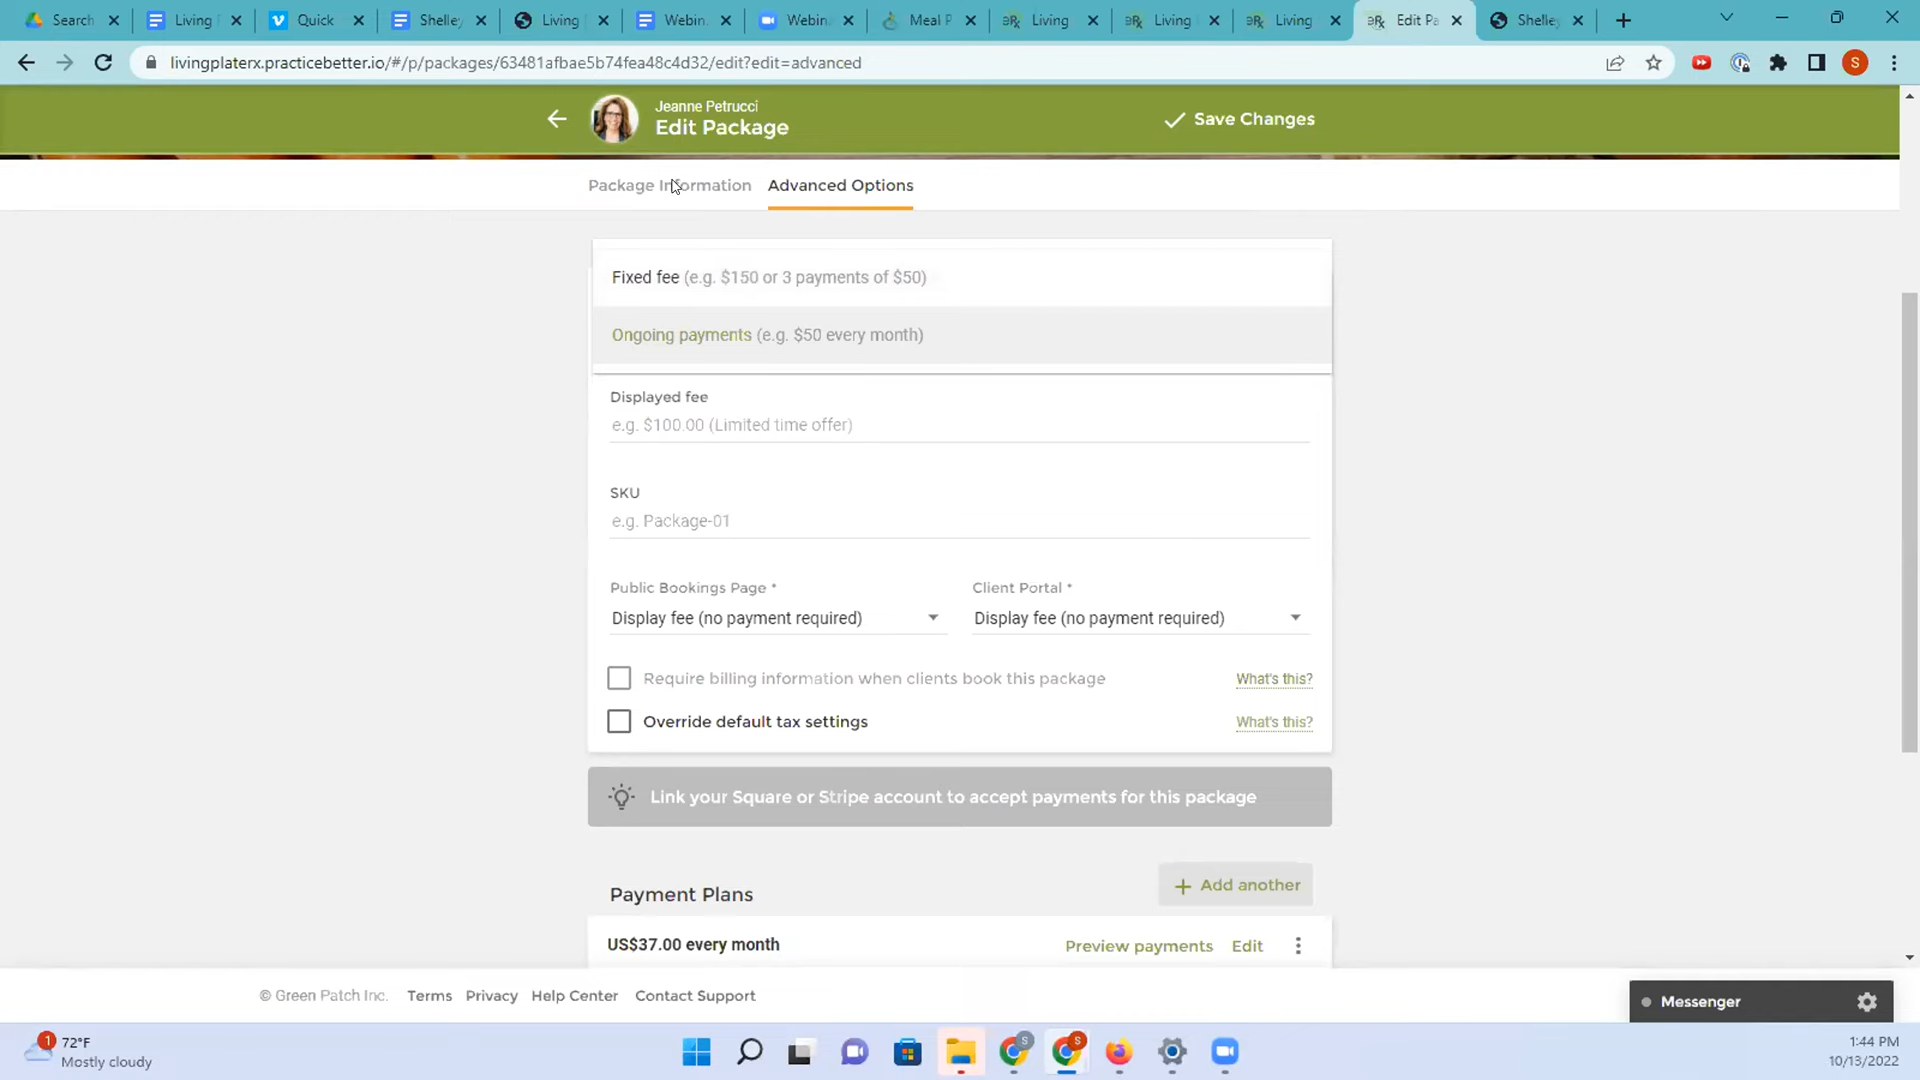 Search
Living
Quick
Shelle
Living
Webin
Webin
Meal P
Living
Living
Living
Edit Pa
Shelle
livingplaterx.practicebetter.io/#/p/packages/63481afbae5b74fea48c4d32/edit?edit=advanced
S
Jeanne Petrucci
Edit Package
Save Changes
Package Information
Advanced Options
Fixed fee (e.g. $150 or 3 payments of $50)
Ongoing payments (e.g. $50 every month)
Displayed fee
e.g. $100.00 (Limited time offer)
SKU
e.g. Package-01
Public Bookings Page *
Client Portal *
Display fee (no payment required)
Display fee (no payment required)
Require billing information when clients book this package
What's this?
Override default tax settings
What's this?
Link your Square or Stripe account to accept payments for this package
Payment Plans
+ Add another
US$37.00 every month
Preview payments
Edit
© Green Patch Inc.
Terms
Privacy
Help Center
Contact Support
Messenger
1
72°F
Mostly cloudy
S
S
1:44 PM
10/13/2022